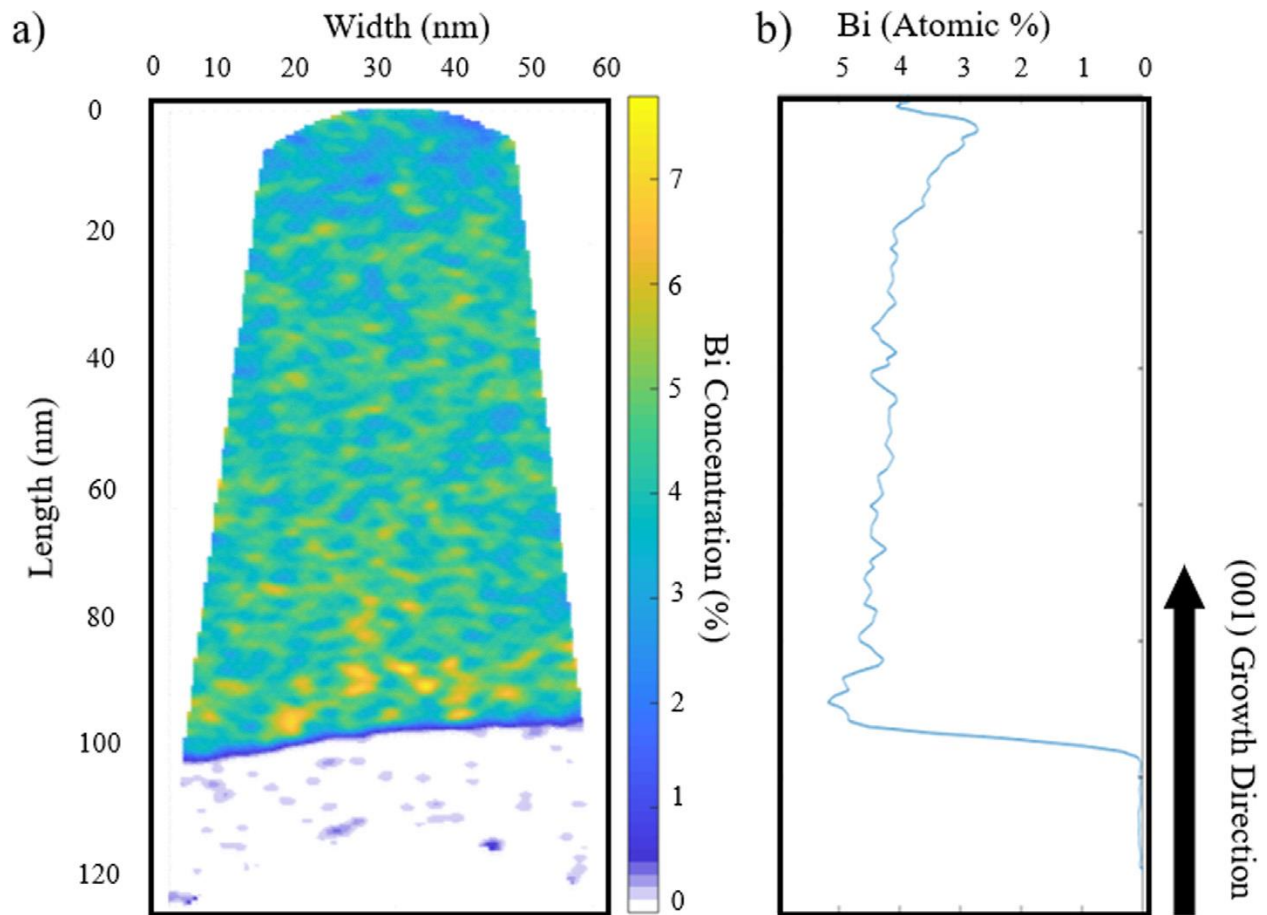 a)
Width (nm)
0 10 20 30 40 50 60
Length (nm)
0
20
40
60
80
100
120
7
6
5
4
3
2
1
0
Bi Concentration (%)
b)
Bi (Atomic %)
5 4 3 2 1 0
(001) Growth Direction